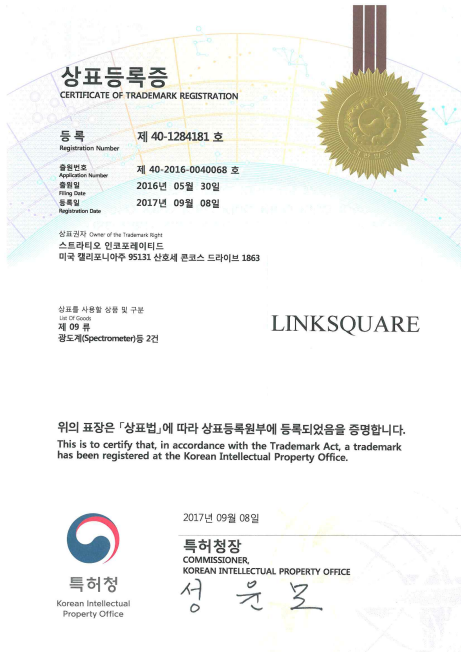 상표등록증
CERTIFICATE OF TRADEMARK REGISTRATION
등록 제 40-1284181 호
Registration Number
출원번호 제 40-2016-0040068 호
Application Number
출원일 2016년 05월 30일
Filing Date
등록일 2017년 09월 08일
Registration Date
상표권자 Owner of the Trademark Right
스트라티오 인코포레이티드
미국 캘리포니아주 95131 산호세 콘코스 드라이브 1863
상표를 사용할 상품 및 구분
List Of Goods
제 09 류
광도계(Spectrometer)등 2건
LINKSQUARE
위의 표장은 「상표법」에 따라 상표등록원부에 등록되었음을 증명합니다.
This is to certify that, in accordance with the Trademark Act, a trademark
has been registered at the Korean Intellectual Property Office.
2017년 09월 08일
특허청장
COMMISSIONER,
KOREAN INTELLECTUAL PROPERTY OFFICE
성 윤 모
특허청
Korean Intellectual
Property Office